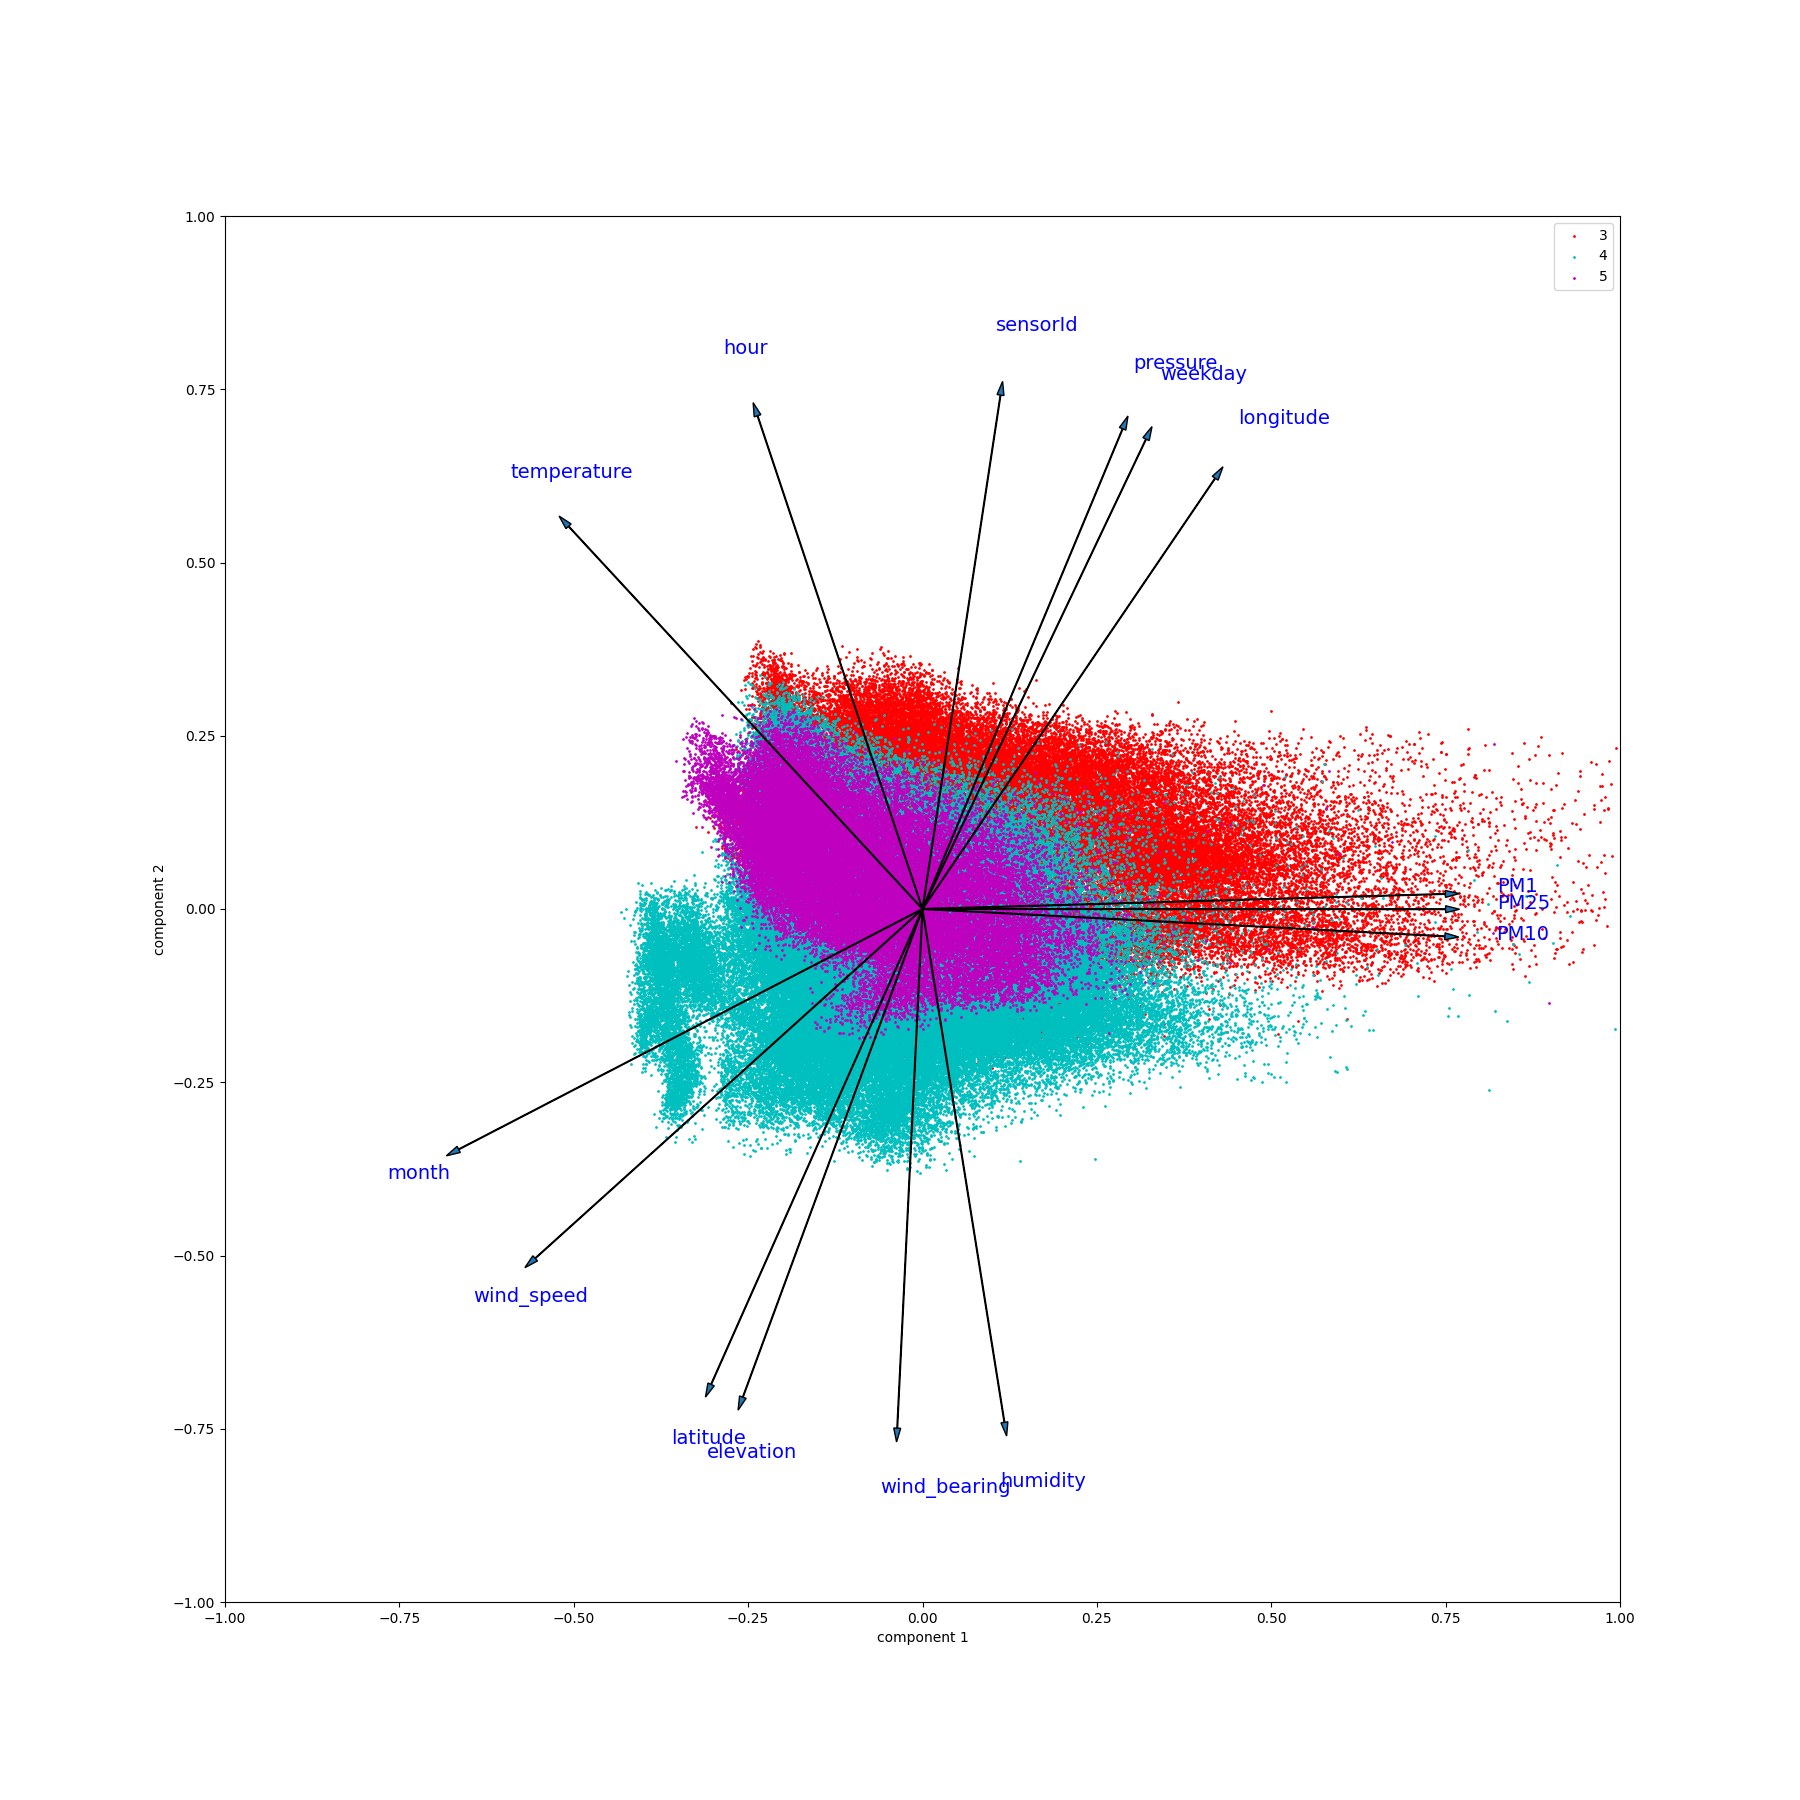 1.00
3
4
5
sensorId
hour
pressure
weekday
0.75
longitude
temperature
0.50
0.25
PM1
PM25
0.00
PM10
component 2
−0.25
month
−0.50
wind_speed
latitude
−0.75
elevation
humidity
wind_bearing
−1.00
−1.00 −0.75 −0.50 −0.25 0.00 0.25 0.50 0.75 1.00
component 1